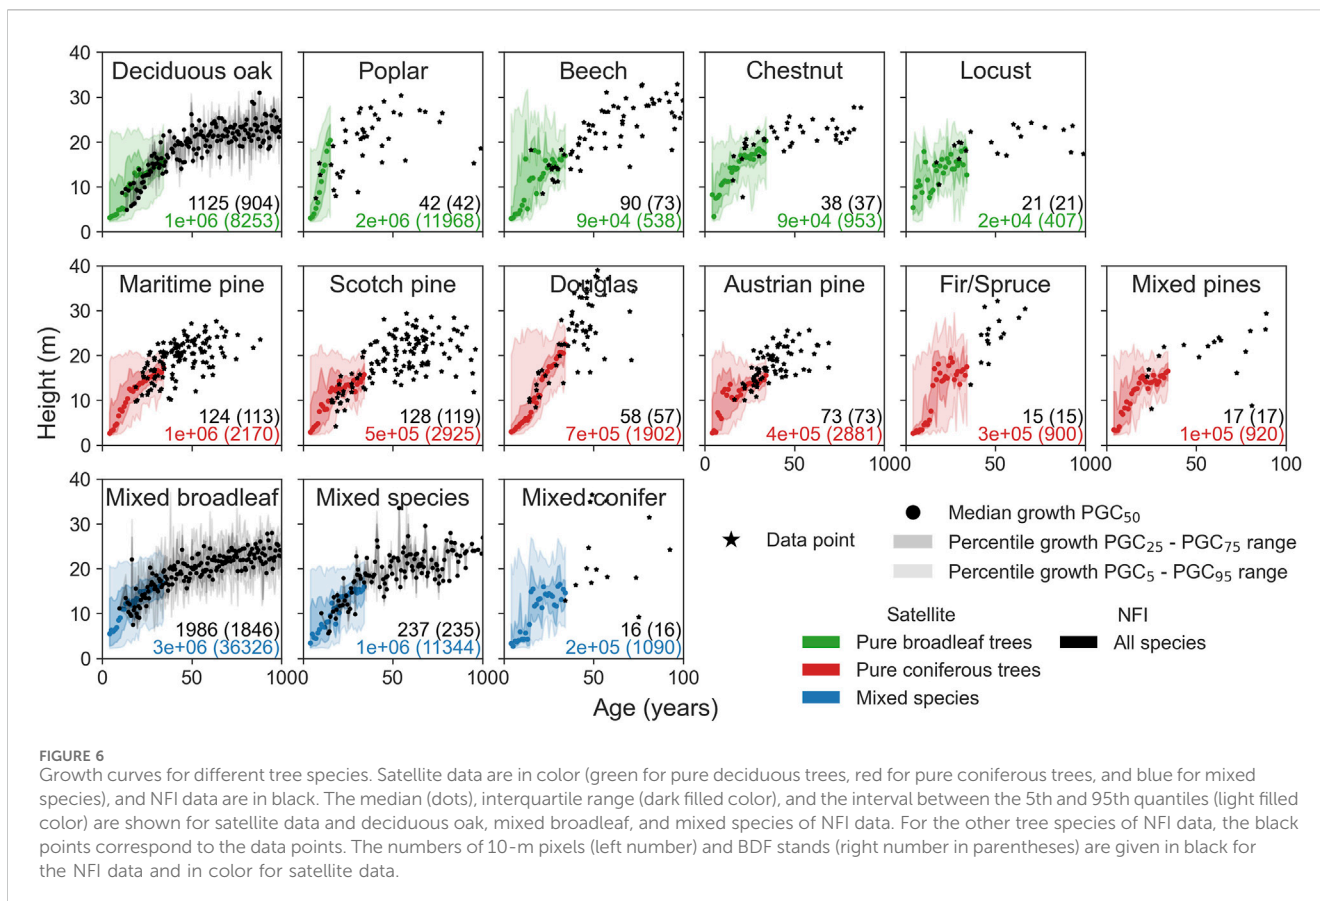 40
30
20
10
0
Deciduous oak
1125 (904)
1e+06 (8253)
Poplar
42 (42)
2e+06 (11968)
Beech
90 (73)
9e+04 (538)
Chestnut
38 (37)
9e+04 (953)
Locust
21 (21)
2e+04 (407)
Height (m)
40
30
20
10
0
Maritime pine
124 (113)
1e+06 (2170)
Scotch pine
128 (119)
5e+05 (2925)
Douglas
58 (57)
7e+05 (1902)
Austrian pine
73 (73)
4e+05 (2881)
0 50 100
Fir/Spruce
15 (15)
3e+05 (900)
0 50 100
Mixed pines
17 (17)
1e+05 (920)
0 50 100
40
30
20
10
0
Mixed broadleaf
1986 (1846)
3e+06 (36326)
0 50 100
Mixed species
237 (235)
1e+06 (11344)
0 50 100
Mixed conifer
16 (16)
2e+05 (1090)
0 50 100
Age (years)
★ Data point
Median growth PGC50
Percentile growth PGC25 - PGC75 range
Percentile growth PGC5 - PGC95 range
Satellite
Pure broadleaf trees
Pure coniferous trees
Mixed species
NFI
All species
FIGURE 6
Growth curves for different tree species. Satellite data are in color (green for pure deciduous trees, red for pure coniferous trees, and blue for mixed
species), and NFI data are in black. The median (dots), interquartile range (dark filled color), and the interval between the 5th and 95th quantiles (light filled
color) are shown for satellite data and deciduous oak, mixed broadleaf, and mixed species of NFI data. For the other tree species of NFI data, the black
points correspond to the data points. The numbers of 10-m pixels (left number) and BDF stands (right number in parentheses) are given in black for
the NFI data and in color for satellite data.